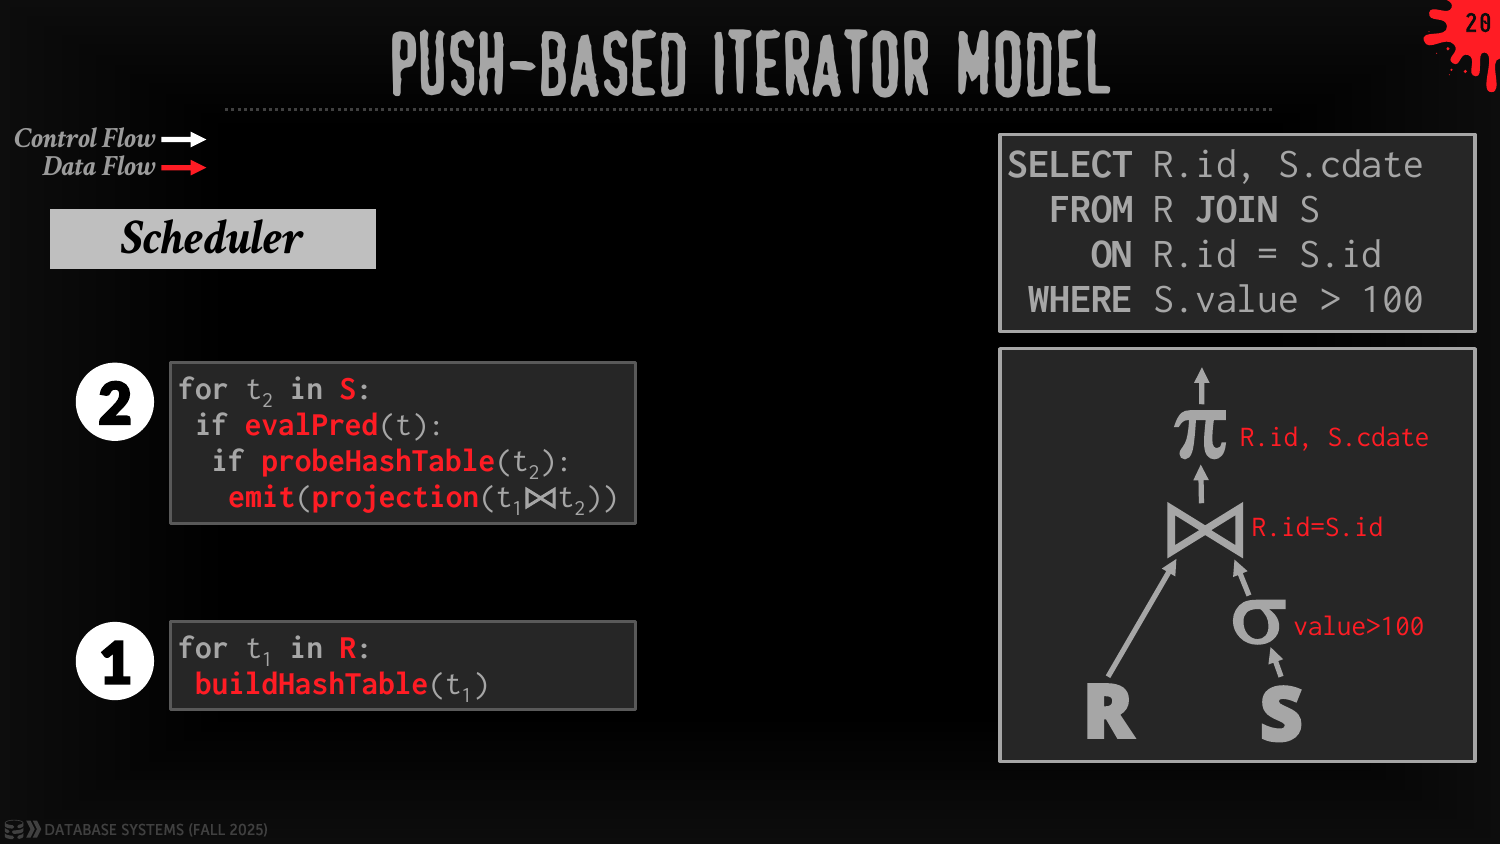 20
PUSH-BASED ITERATOR MODEL
Control Flow
Data Flow
Scheduler
SELECT R.id, S.cdate
FROM R JOIN S
ON R.id = S.id
WHERE S.value > 100
2
for t₂ in S:
if evalPred(t):
if probeHashTable(t₂):
emit(projection(t₁⋈t₂))
1
for t₁ in R:
buildHashTable(t₁)
π R.id, S.cdate
⋈ R.id=S.id
σ value>100
R S
DATABASE SYSTEMS (FALL 2025)